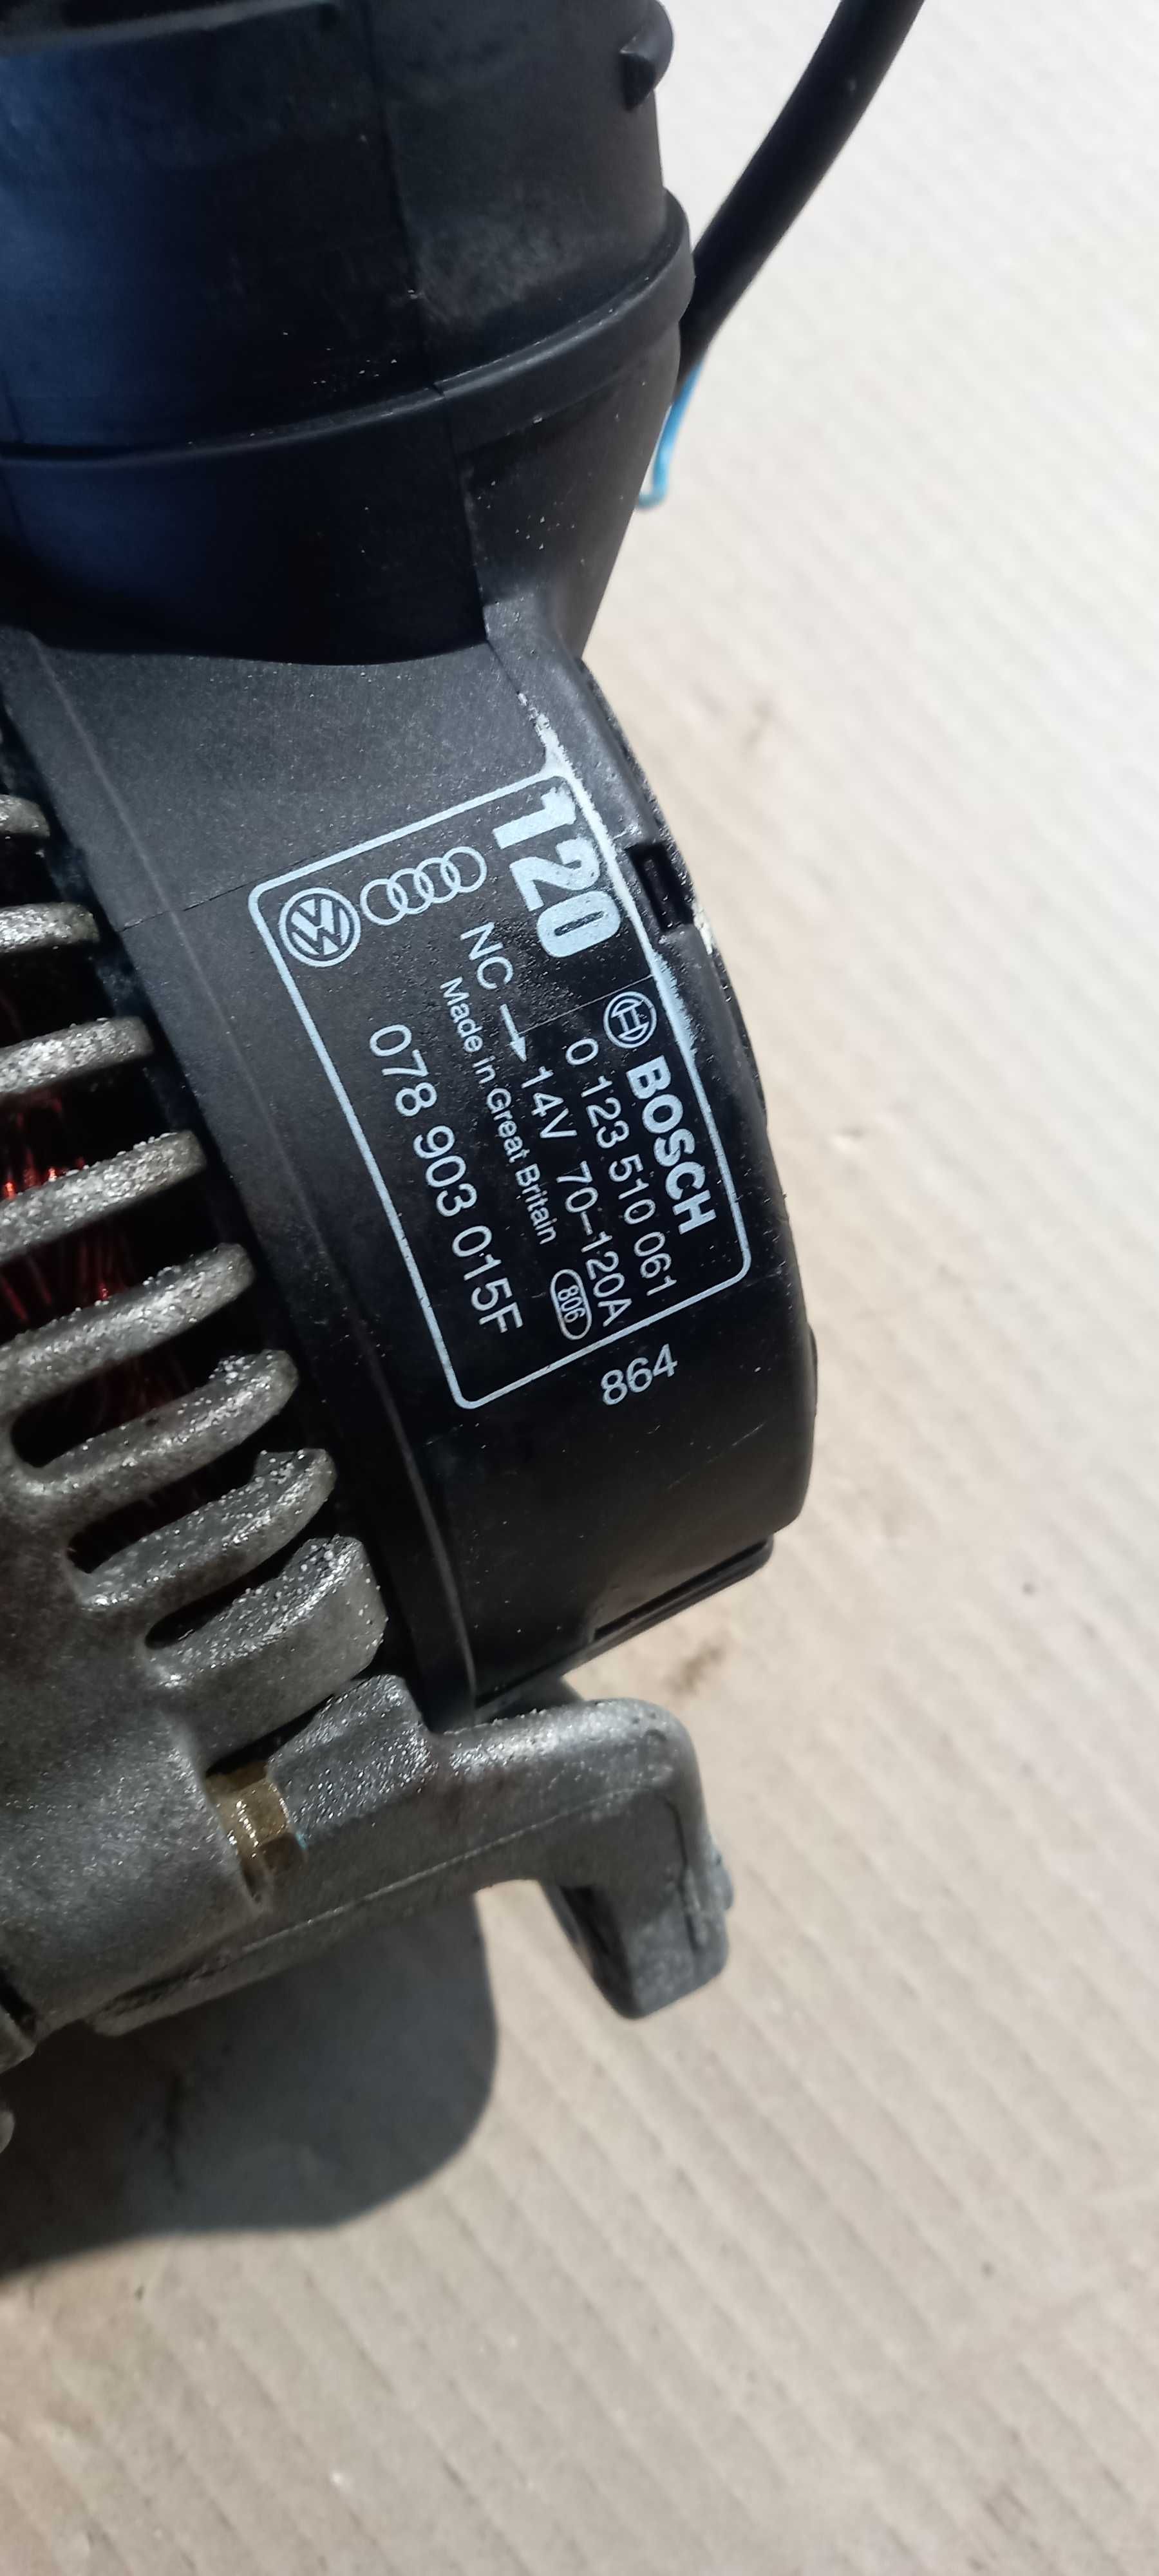 120
BOSCH
0 123 510 061
NC → 14V 70–120A
Made in Great Britain 806
078 903 015F
864